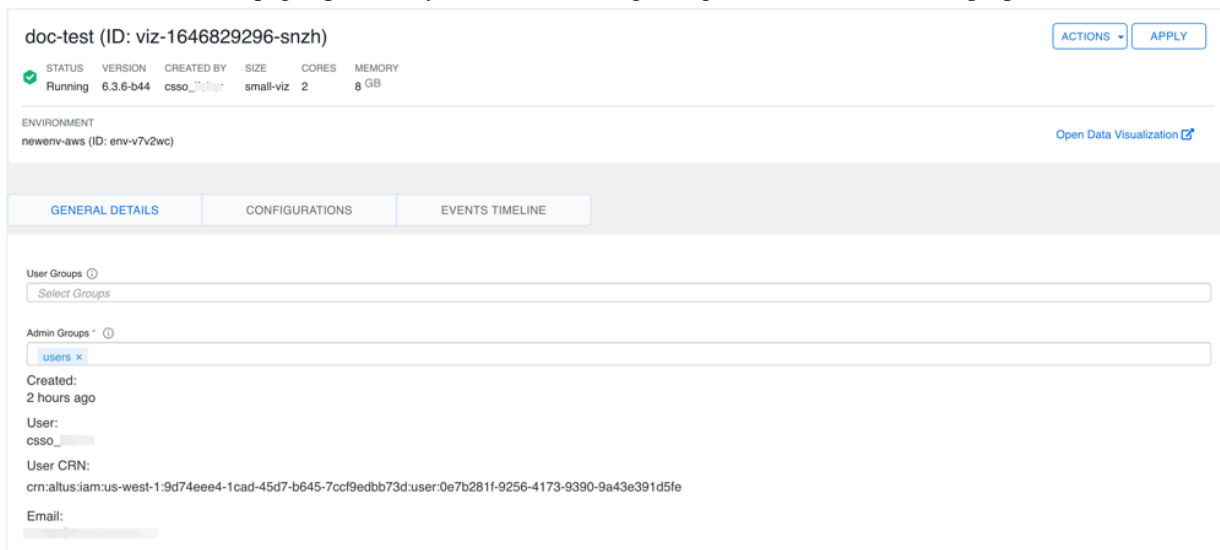 doc-test (ID: viz-1646829296-snzh)
ACTIONS APPLY
STATUS VERSION CREATED BY SIZE CORES MEMORY
Running 6.3.6-b44 csso_ small-viz 2 8 GB
ENVIRONMENT
newenv-aws (ID: env-v7v2wc)
Open Data Visualization
GENERAL DETAILS CONFIGURATIONS EVENTS TIMELINE
User Groups
Select Groups
Admin Groups *
users ×
Created:
2 hours ago
User:
csso_
User CRN:
crn:altus:iam:us-west-1:9d74eee4-1cad-45d7-b645-7ccf9edbb73d:user:0e7b281f-9256-4173-9390-9a43e391d5fe
Email: